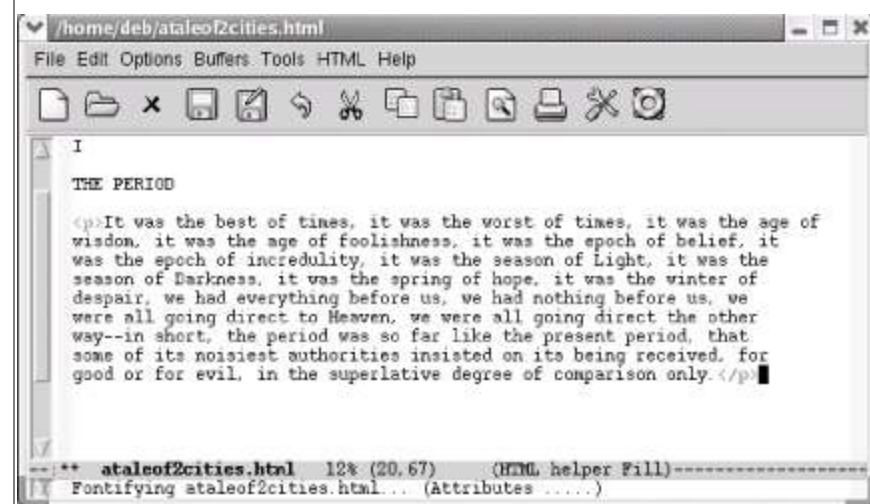 /home/deb/ataleof2cities.html
File Edit Options Buffers Tools HTML Help
I
THE PERIOD
<p>It was the best of times, it was the worst of times, it was the age of
wisdom, it was the age of foolishness, it was the epoch of belief, it
was the epoch of incredulity, it was the season of Light, it was the
season of Darkness, it was the spring of hope, it was the winter of
despair, we had everything before us, we had nothing before us, we
were all going direct to Heaven, we were all going direct the other
way--in short, the period was so far like the present period, that
some of its noisiest authorities insisted on its being received, for
good or for evil, in the superlative degree of comparison only.</p>
--:** ataleof2cities.html 12% (20,67) (HTML helper Fill)--------------------
Fontifying ataleof2cities.html... (Attributes .....)